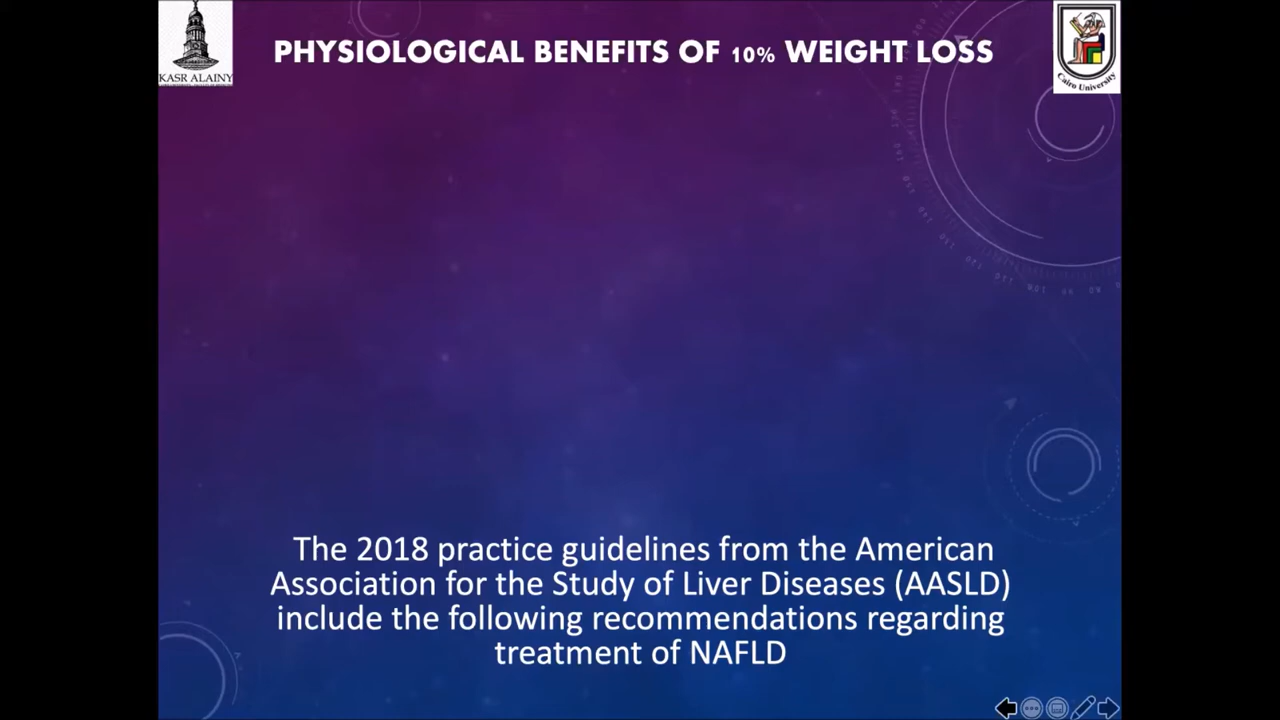 KASR ALAINY
PHYSIOLOGICAL BENEFITS OF 10% WEIGHT LOSS
Cairo University
The 2018 practice guidelines from the American
Association for the Study of Liver Diseases (AASLD)
include the following recommendations regarding
treatment of NAFLD